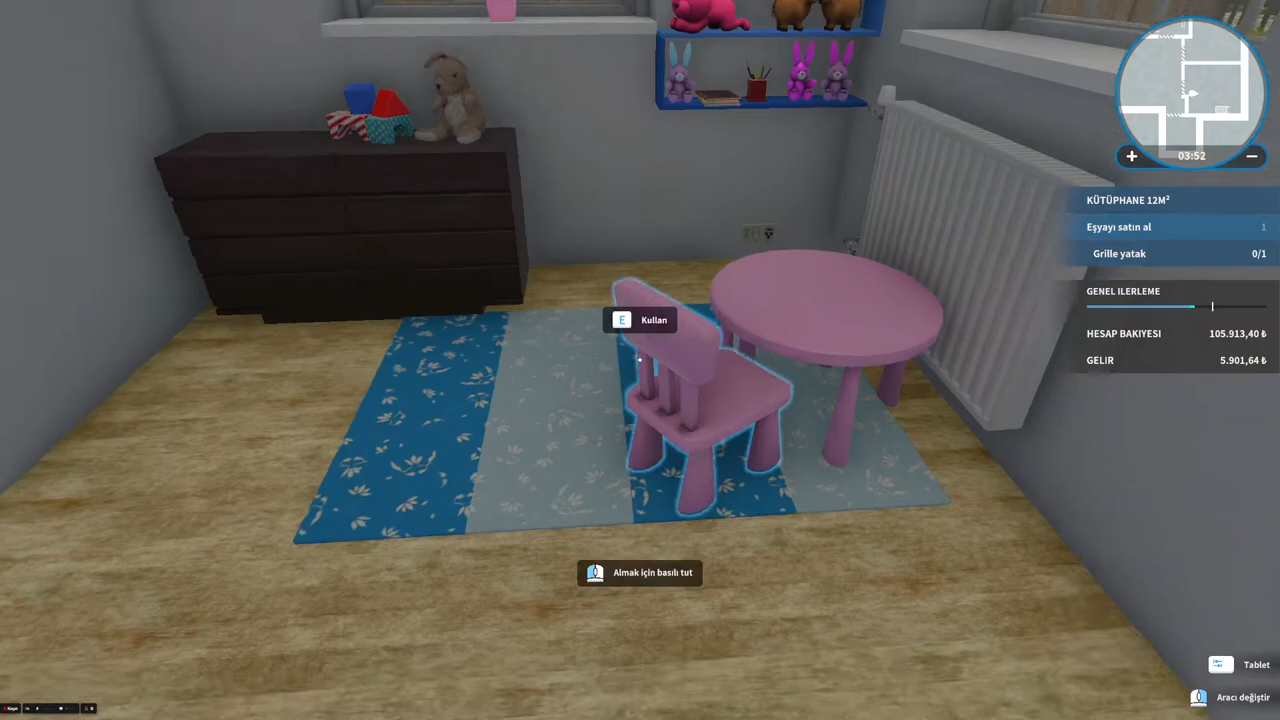 03:52
KÜTÜPHANE 12M²
Eşyayı satın al 1
Grille yatak 0/1
GENEL ILERLEME
HESAP BAKIYESI 105.913,40 ₺
GELIR 5.901,64 ₺
E Kullan
Almak için basılı tut
Tablet
Aracı değiştir